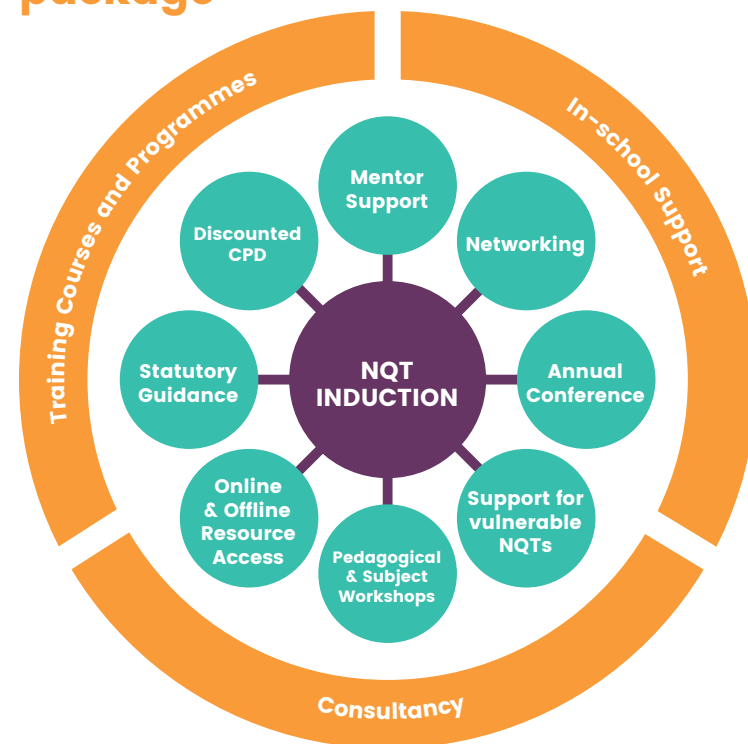 package
Training Courses and Programmes
In-school Support
Mentor
Support
Discounted
CPD
Networking
Statutory
Guidance
NQT
INDUCTION
Annual
Conference
Online
& Offline
Resource
Access
Support for
vulnerable
NQTs
Pedagogical
& Subject
Workshops
Consultancy